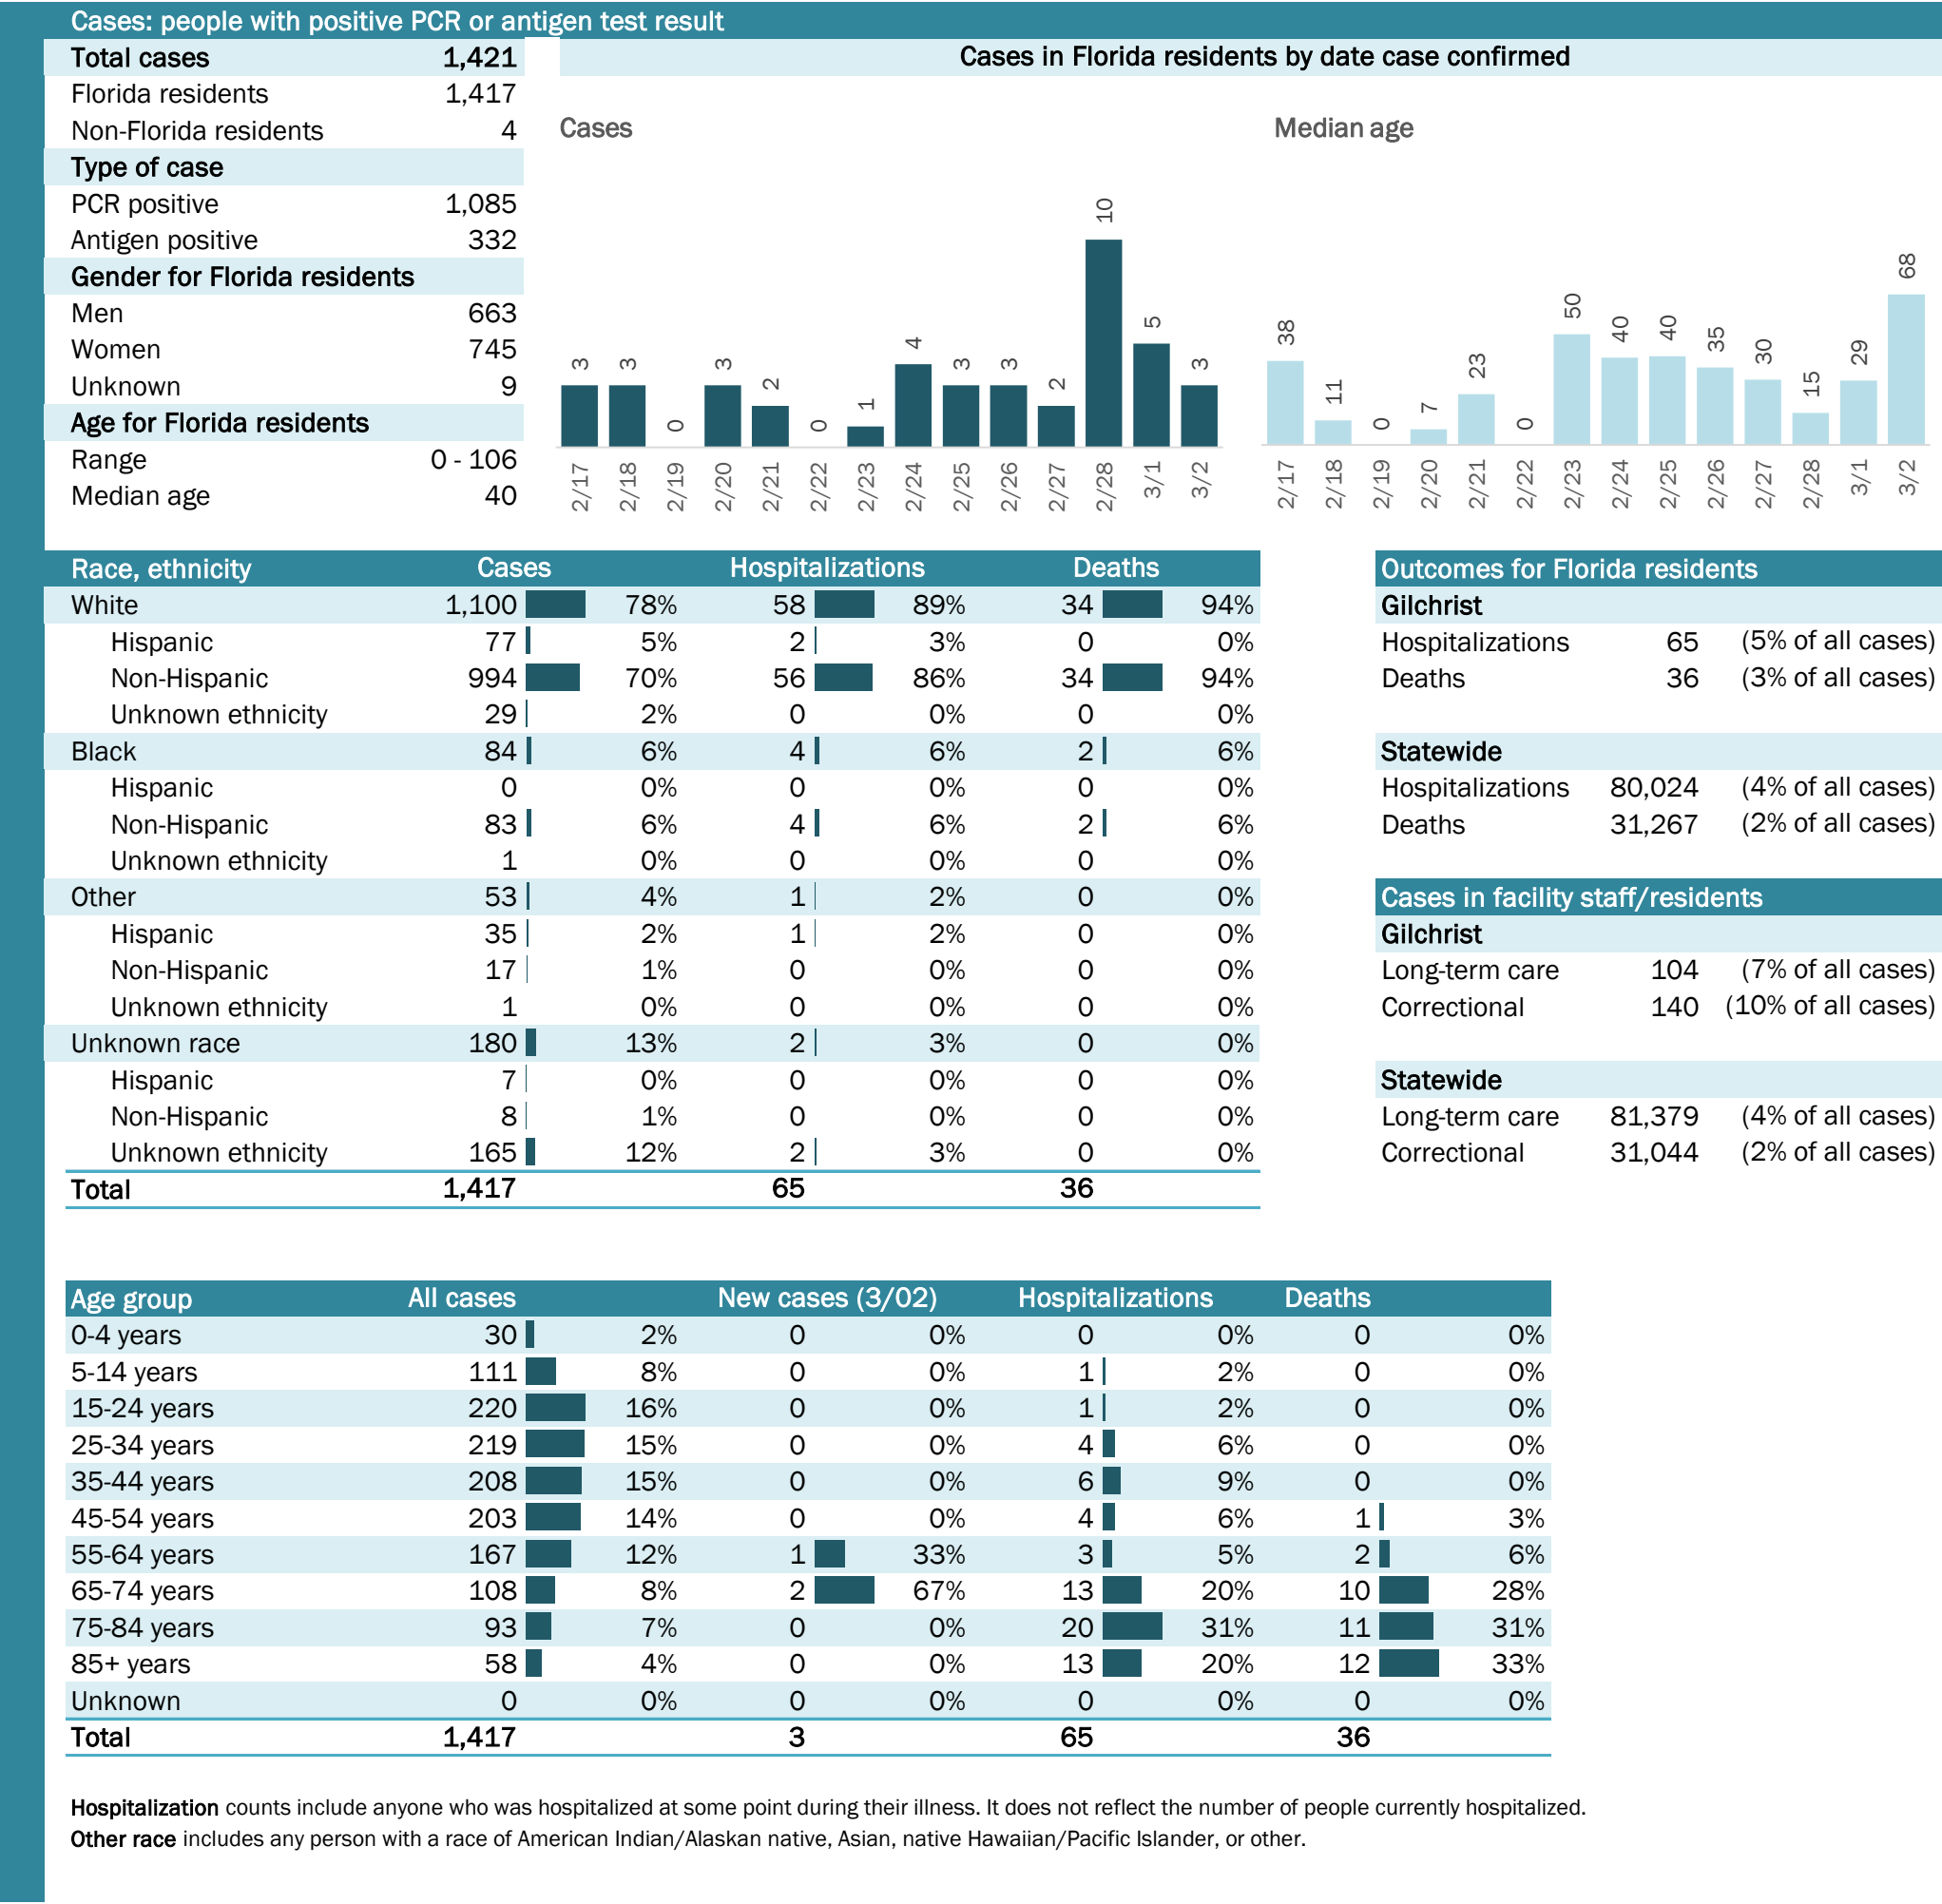 Cases: people with positive PCR or antigen test result
Total cases 1,421
Florida residents 1,417
Non-Florida residents 4
Type of case
PCR positive 1,085
Antigen positive 332
Gender for Florida residents
Men 663
Women 745
Unknown 9
Age for Florida residents
Range 0 - 106
Median age 40
Cases in Florida residents by date case confirmed
Cases
3 3 0 3 2 0 1 4 3 3 2 10 5 3
2/17 2/18 2/19 2/20 2/21 2/22 2/23 2/24 2/25 2/26 2/27 2/28 3/1 3/2
Median age
38 11 0 7 23 0 50 40 40 35 30 15 29 68
2/17 2/18 2/19 2/20 2/21 2/22 2/23 2/24 2/25 2/26 2/27 2/28 3/1 3/2
Race, ethnicity Cases Hospitalizations Deaths
White 1,100 78% 58 89% 34 94%
Hispanic 77 5% 2 3% 0 0%
Non-Hispanic 994 70% 56 86% 34 94%
Unknown ethnicity 29 2% 0 0% 0 0%
Black 84 6% 4 6% 2 6%
Hispanic 0 0% 0 0% 0 0%
Non-Hispanic 83 6% 4 6% 2 6%
Unknown ethnicity 1 0% 0 0% 0 0%
Other 53 4% 1 2% 0 0%
Hispanic 35 2% 1 2% 0 0%
Non-Hispanic 17 1% 0 0% 0 0%
Unknown ethnicity 1 0% 0 0% 0 0%
Unknown race 180 13% 2 3% 0 0%
Hispanic 7 0% 0 0% 0 0%
Non-Hispanic 8 1% 0 0% 0 0%
Unknown ethnicity 165 12% 2 3% 0 0%
Total 1,417 65 36
Outcomes for Florida residents
Gilchrist
Hospitalizations 65 (5% of all cases)
Deaths 36 (3% of all cases)
Statewide
Hospitalizations 80,024 (4% of all cases)
Deaths 31,267 (2% of all cases)
Cases in facility staff/residents
Gilchrist
Long-term care 104 (7% of all cases)
Correctional 140 (10% of all cases)
Statewide
Long-term care 81,379 (4% of all cases)
Correctional 31,044 (2% of all cases)
Age group All cases New cases (3/02) Hospitalizations Deaths
0-4 years 30 2% 0 0% 0 0% 0 0%
5-14 years 111 8% 0 0% 1 2% 0 0%
15-24 years 220 16% 0 0% 1 2% 0 0%
25-34 years 219 15% 0 0% 4 6% 0 0%
35-44 years 208 15% 0 0% 6 9% 0 0%
45-54 years 203 14% 0 0% 4 6% 1 3%
55-64 years 167 12% 1 33% 3 5% 2 6%
65-74 years 108 8% 2 67% 13 20% 10 28%
75-84 years 93 7% 0 0% 20 31% 11 31%
85+ years 58 4% 0 0% 13 20% 12 33%
Unknown 0 0% 0 0% 0 0% 0 0%
Total 1,417 3 65 36
Hospitalization counts include anyone who was hospitalized at some point during their illness. It does not reflect the number of people currently hospitalized.
Other race includes any person with a race of American Indian/Alaskan native, Asian, native Hawaiian/Pacific Islander, or other.